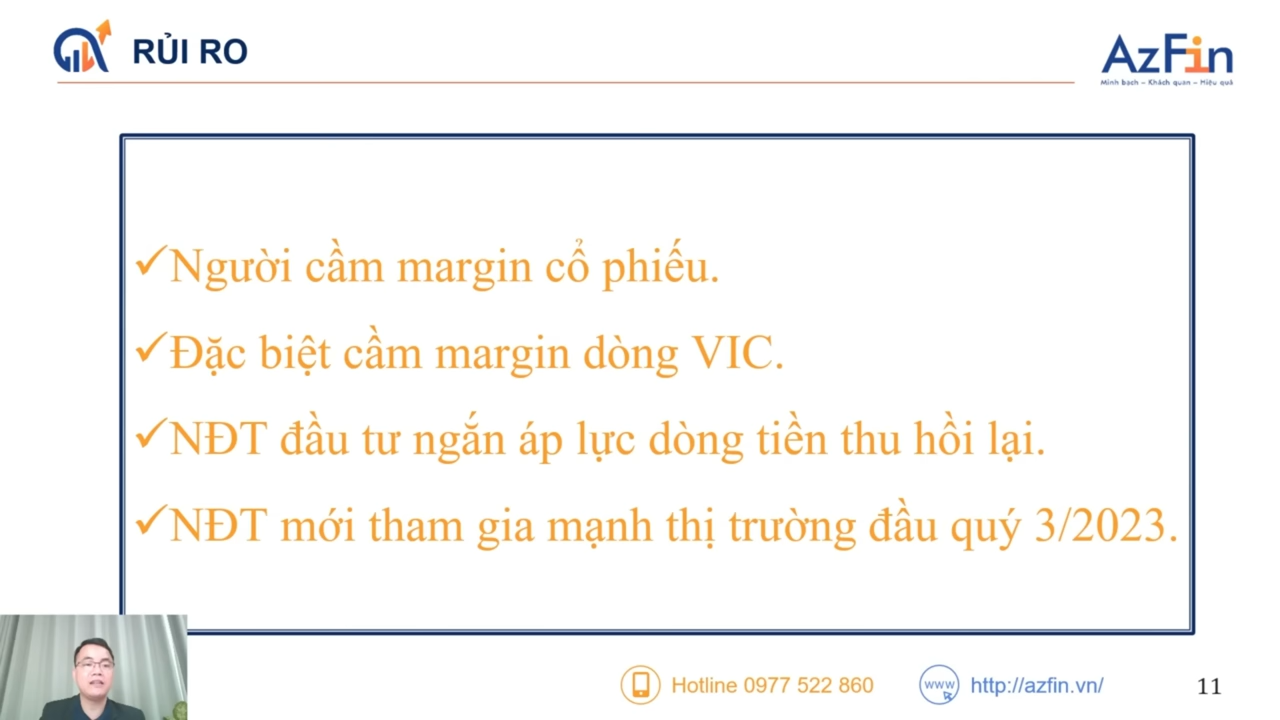 RỦI RO
AzFin
Minh bạch – Khách quan – Hiệu quả
Người cầm margin cổ phiếu.
Đặc biệt cầm margin dòng VIC.
NĐT đầu tư ngắn áp lực dòng tiền thu hồi lại.
NĐT mới tham gia mạnh thị trường đầu quý 3/2023.
Hotline 0977 522 860
www
http://azfin.vn/
11